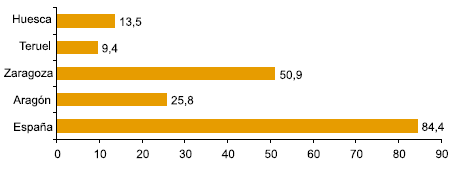 Huesca 13,5
Teruel 9,4
Zaragoza 50,9
Aragón 25,8
España 84,4
0 10 20 30 40 50 60 70 80 90